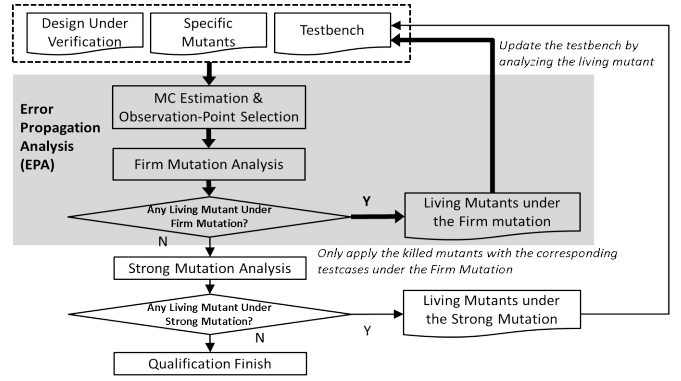 Design Under
Verification
Specific
Mutants
Testbench
Update the testbench by
analyzing the living mutant
Error
Propagation
Analysis
(EPA)
MC Estimation &
Observation-Point Selection
Firm Mutation Analysis
Any Living Mutant Under
Firm Mutation?
Y
Living Mutants under
the Firm mutation
N
Only apply the killed mutants with the corresponding
testcases under the Firm Mutation
Strong Mutation Analysis
Any Living Mutant Under
Strong Mutation?
Y
Living Mutants under
the Strong Mutation
N
Qualification Finish